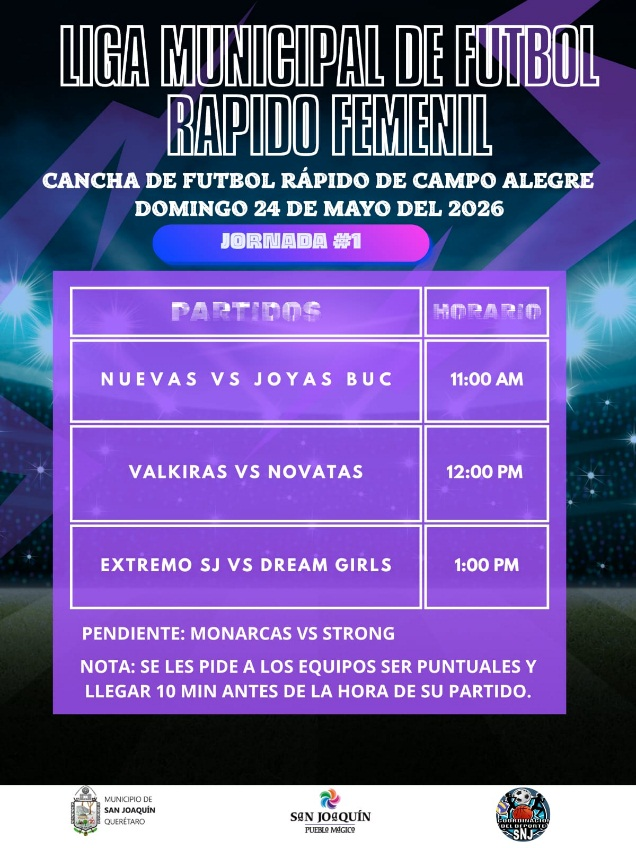 LIGA MUNICIPAL DE FUTBOL
RAPIDO FEMENIL
CANCHA DE FUTBOL RÁPIDO DE CAMPO ALEGRE
DOMINGO 24 DE MAYO DEL 2026
JORNADA #1
PARTIDOS HORARIO
NUEVAS VS JOYAS BUC 11:00 AM
VALKIRAS VS NOVATAS 12:00 PM
EXTREMO SJ VS DREAM GIRLS 1:00 PM
PENDIENTE: MONARCAS VS STRONG
NOTA: SE LES PIDE A LOS EQUIPOS SER PUNTUALES Y
LLEGAR 10 MIN ANTES DE LA HORA DE SU PARTIDO.
MUNICIPIO DE
SAN JOAQUÍN
QUERÉTARO
SAN JOAQUÍN
PUEBLO MÁGICO
COORDINACIÓN
DEL DEPORTE
SNJ